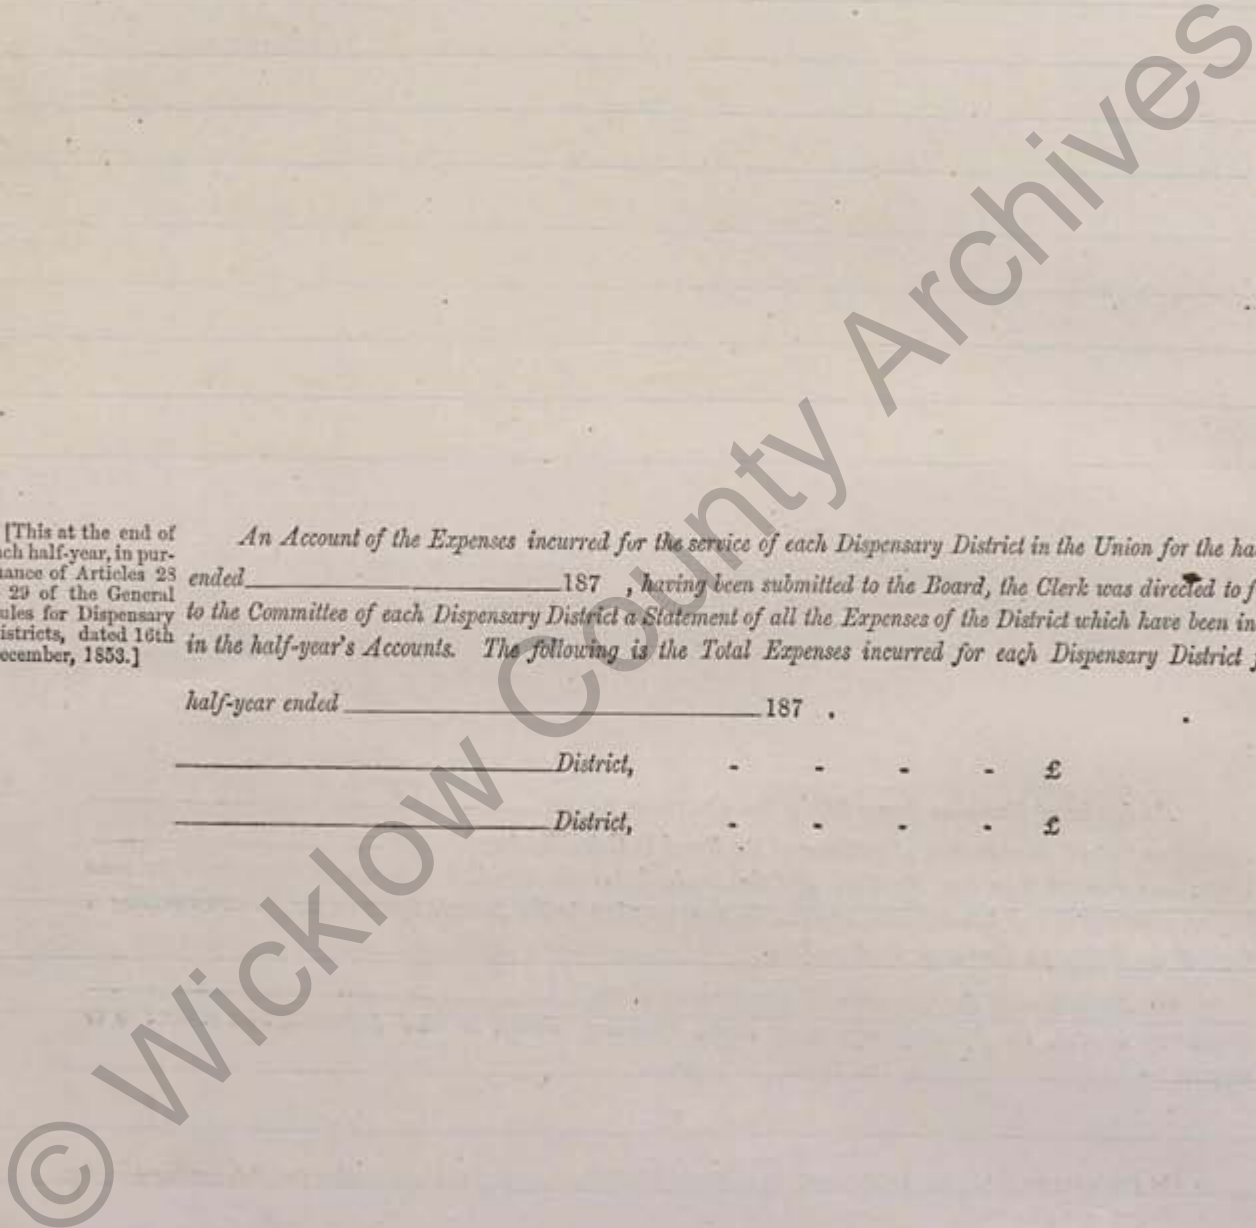 [This at the end of
ch half-year, in pur-
ance of Articles 28
29 of the General
ules for Dispensary
istricts, dated 16th
ecember, 1853.]
An Account of the Expenses incurred for the service of each Dispensary District in the Union for the ha
ended 187 , having been submitted to the Board, the Clerk was directed to f
to the Committee of each Dispensary District a Statement of all the Expenses of the District which have been in
in the half-year's Accounts. The following is the Total Expenses incurred for each Dispensary District f
half-year ended 187 .
District, - - - - £
District, - - - - £
© Wicklow County Archives